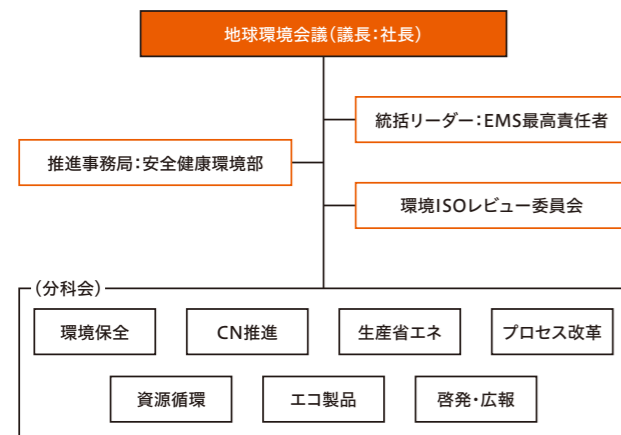 地球環境会議(議長：社長)
統括リーダー：EMS最高責任者
推進事務局：安全健康環境部
環境ISOレビュー委員会
(分科会)
環境保全
CN推進
生産省エネ
プロセス改革
資源循環
エコ製品
啓発・広報